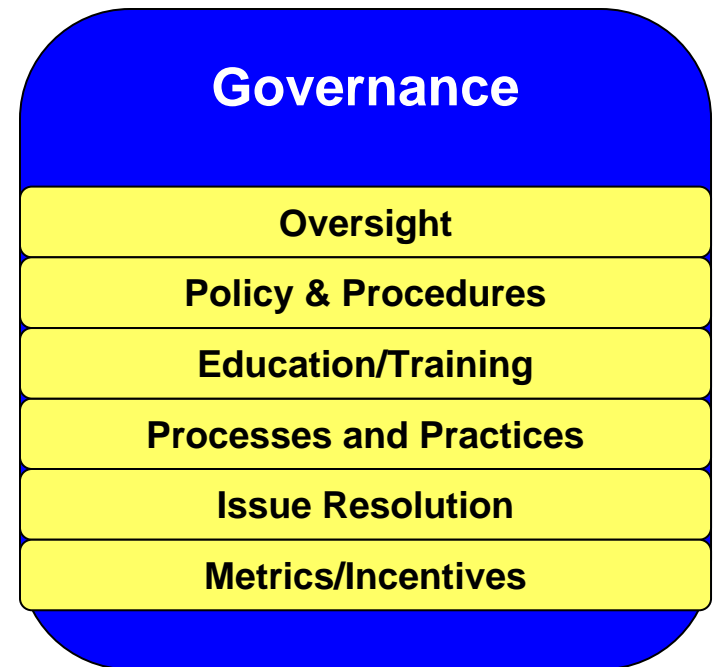 Governance
Oversight
Policy & Procedures
Education/Training
Processes and Practices
Issue Resolution
Metrics/Incentives